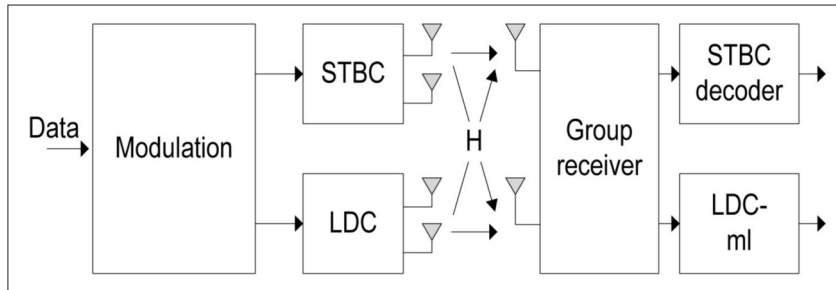 Data
Modulation
STBC
LDC
H
Group
receiver
STBC
decoder
LDC-
ml